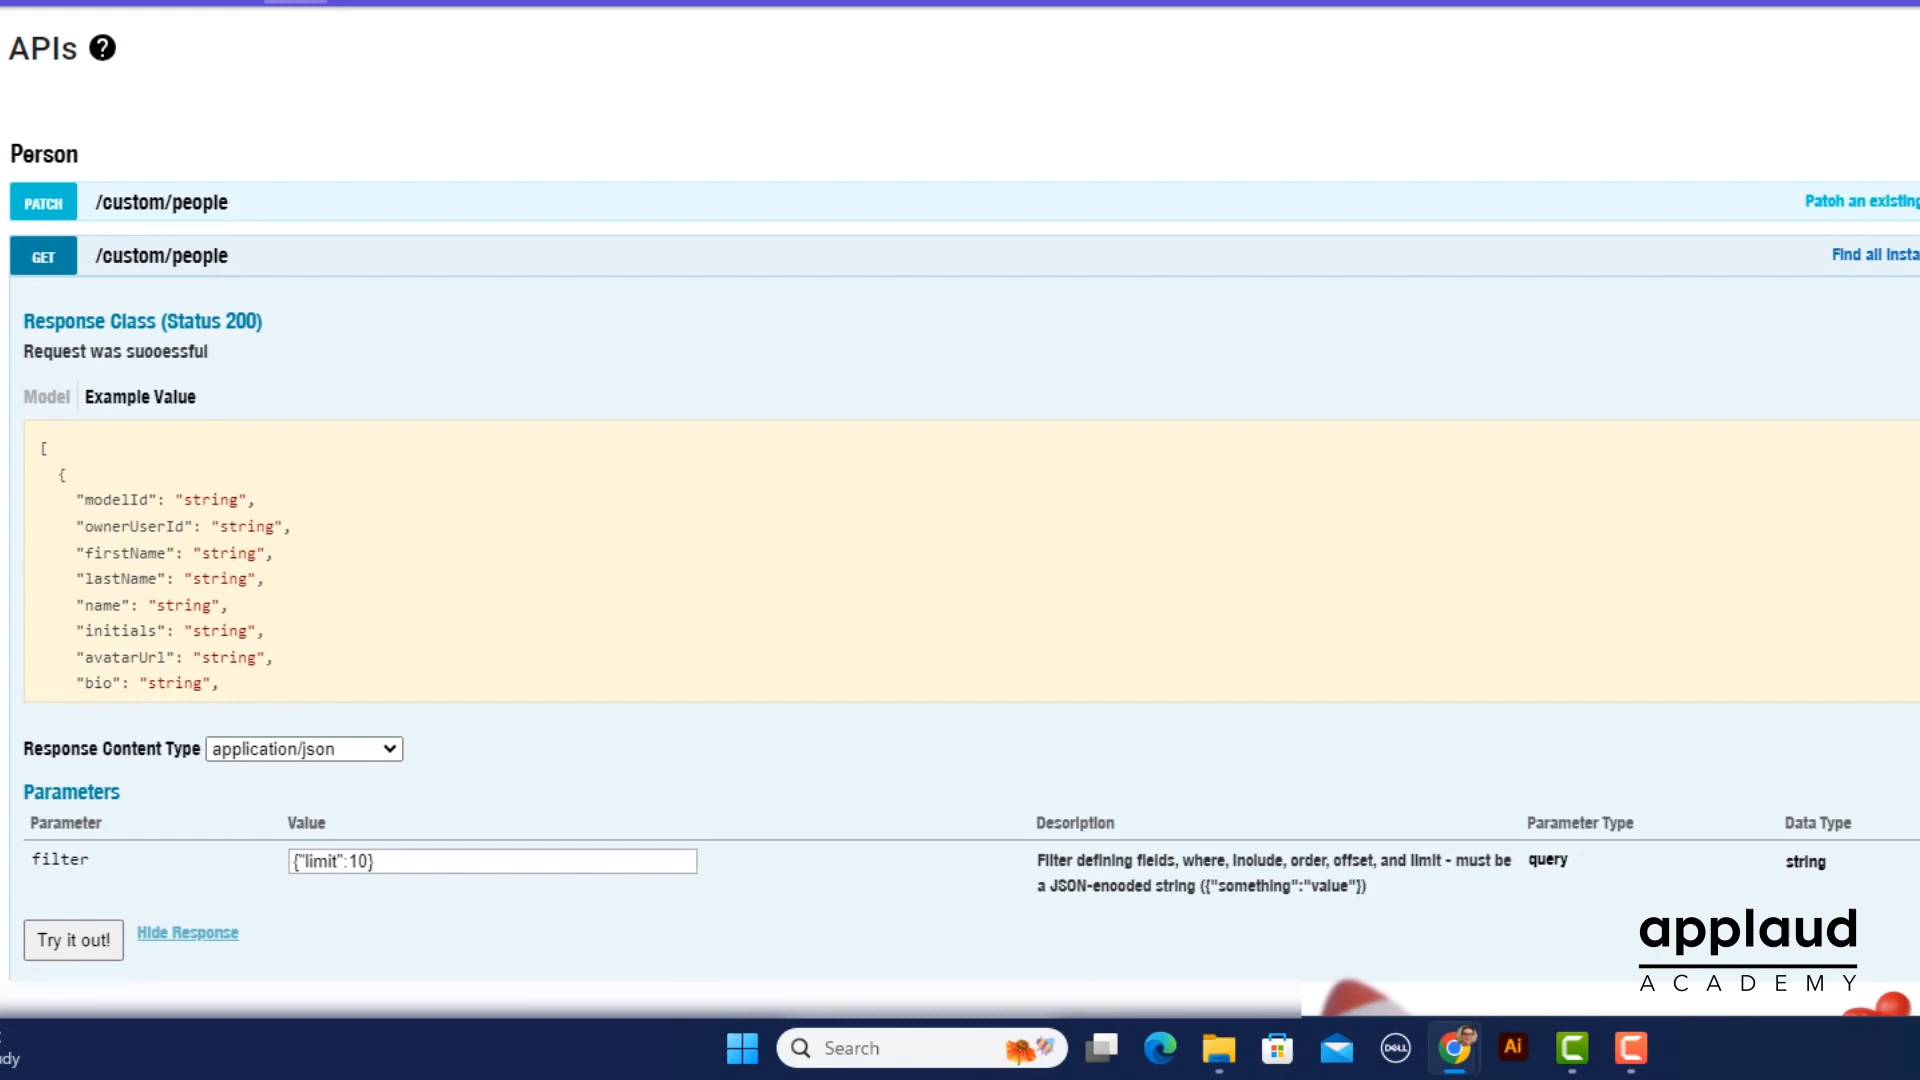 APIs ?
Person
PATCH /custom/people Patch an existing
GET /custom/people Find all insta
Response Class (Status 200)
Request was successful
Model Example Value
[
{
"modelId": "string",
"ownerUserId": "string",
"firstName": "string",
"lastName": "string",
"name": "string",
"initials": "string",
"avatarUrl": "string",
"bio": "string",
Response Content Type application/json
Parameters
Parameter Value Description Parameter Type Data Type
filter {"limit":10} Filter defining fields, where, include, order, offset, and limit - must be query string
a JSON-encoded string ({"something":"value"})
Try it out! Hide Response
applaud
ACADEMY
Search
DELL
Ai